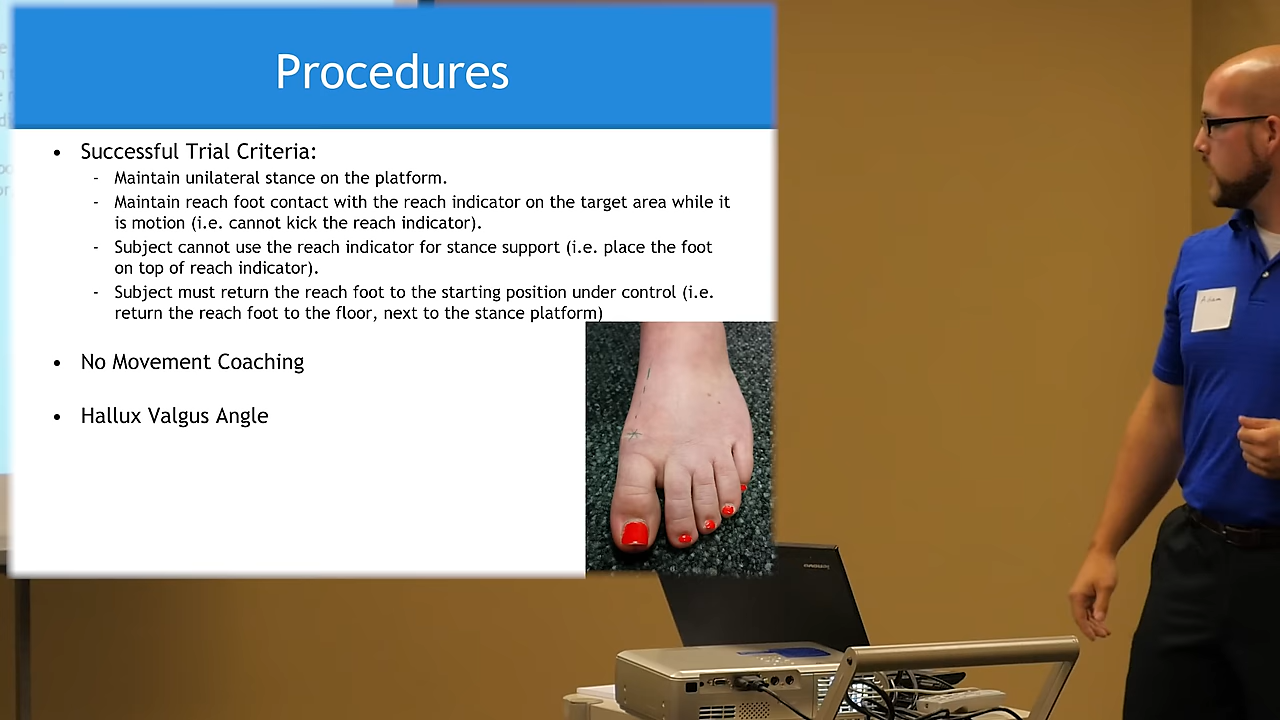 Procedures
• Successful Trial Criteria:
- Maintain unilateral stance on the platform.
- Maintain reach foot contact with the reach indicator on the target area while it
is motion (i.e. cannot kick the reach indicator).
- Subject cannot use the reach indicator for stance support (i.e. place the foot
on top of reach indicator).
- Subject must return the reach foot to the starting position under control (i.e.
return the reach foot to the floor, next to the stance platform)
• No Movement Coaching
• Hallux Valgus Angle
Adam
lenovo